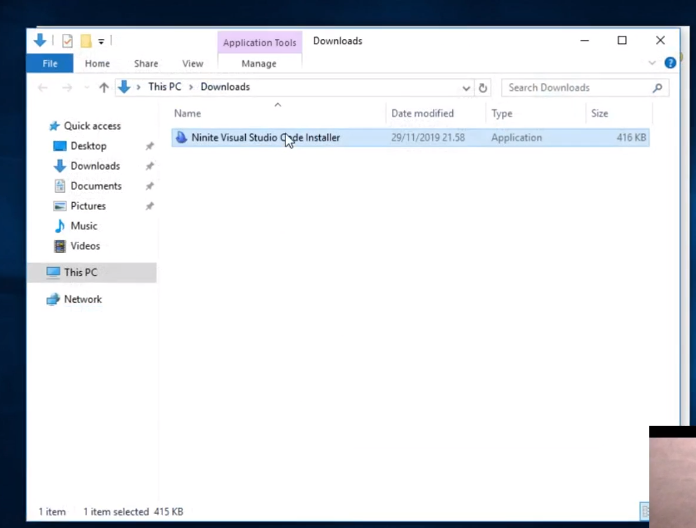 Application Tools
Downloads
File
Home
Share
View
Manage
This PC > Downloads
Search Downloads
Name
Date modified
Type
Size
Quick access
Ninite Visual Studio Code Installer
29/11/2019 21.58
Application
416 KB
Desktop
Downloads
Documents
Pictures
Music
Videos
This PC
Network
1 item
1 item selected 415 KB